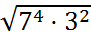 √(7⁴ · 3²)